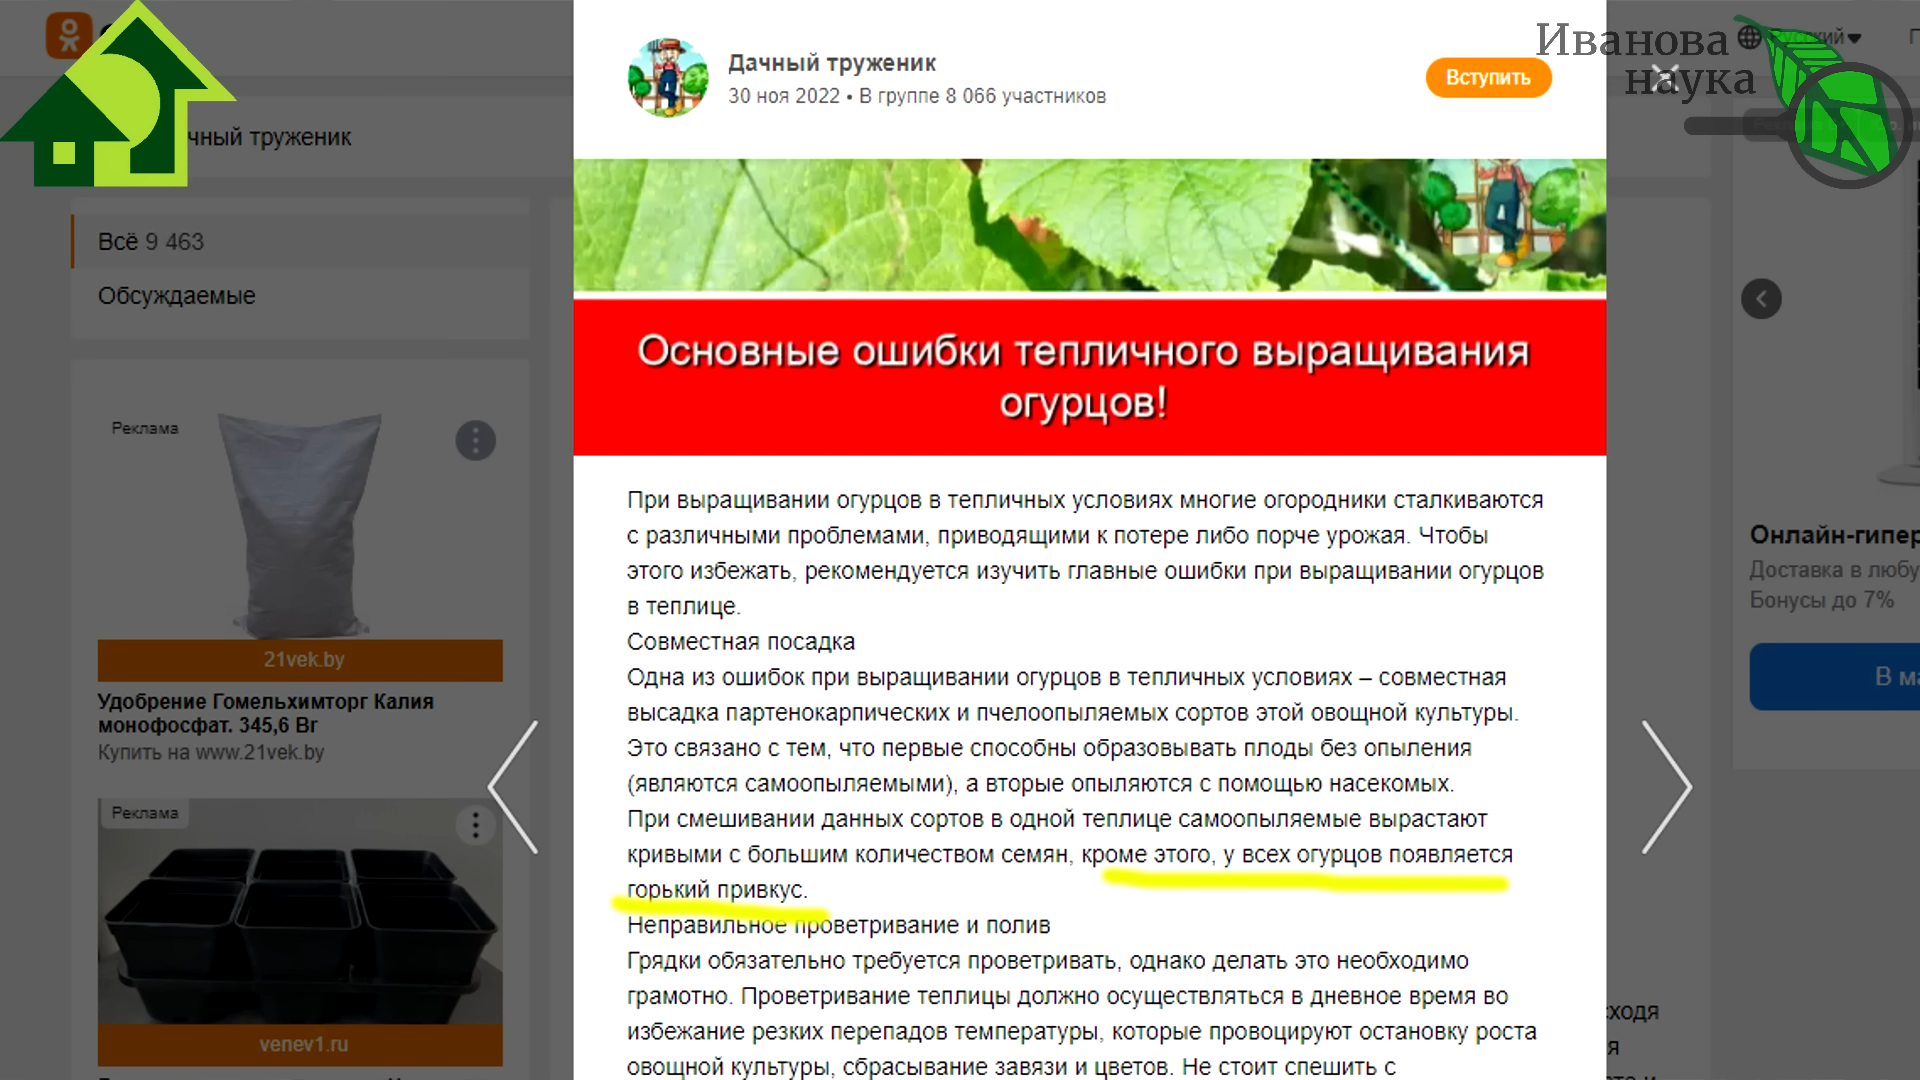 Иванова
наука
Русский
чный труженик
Всё 9 463
Обсуждаемые
Реклама
21vek.by
Удобрение Гомельхимторг Калия
монофосфат. 345,6 Br
Купить на www.21vek.by
Реклама
venev1.ru
Дачный труженик
30 ноя 2022 • В группе 8 066 участников
Вступить
Основные ошибки тепличного выращивания
огурцов!
При выращивании огурцов в тепличных условиях многие огородники сталкиваются
с различными проблемами, приводящими к потере либо порче урожая. Чтобы
этого избежать, рекомендуется изучить главные ошибки при выращивании огурцов
в теплице.
Совместная посадка
Одна из ошибок при выращивании огурцов в тепличных условиях – совместная
высадка партенокарпических и пчелоопыляемых сортов этой овощной культуры.
Это связано с тем, что первые способны образовывать плоды без опыления
(являются самоопыляемыми), а вторые опыляются с помощью насекомых.
При смешивании данных сортов в одной теплице самоопыляемые вырастают
кривыми с большим количеством семян, кроме этого, у всех огурцов появляется
горький привкус.
Неправильное проветривание и полив
Грядки обязательно требуется проветривать, однако делать это необходимо
грамотно. Проветривание теплицы должно осуществляться в дневное время во
избежание резких перепадов температуры, которые провоцируют остановку роста
овощной культуры, сбрасывание завязи и цветов. Не стоит спешить с
Онлайн-гипер
Доставка в любу
Бонусы до 7%
В ма
сходя
я